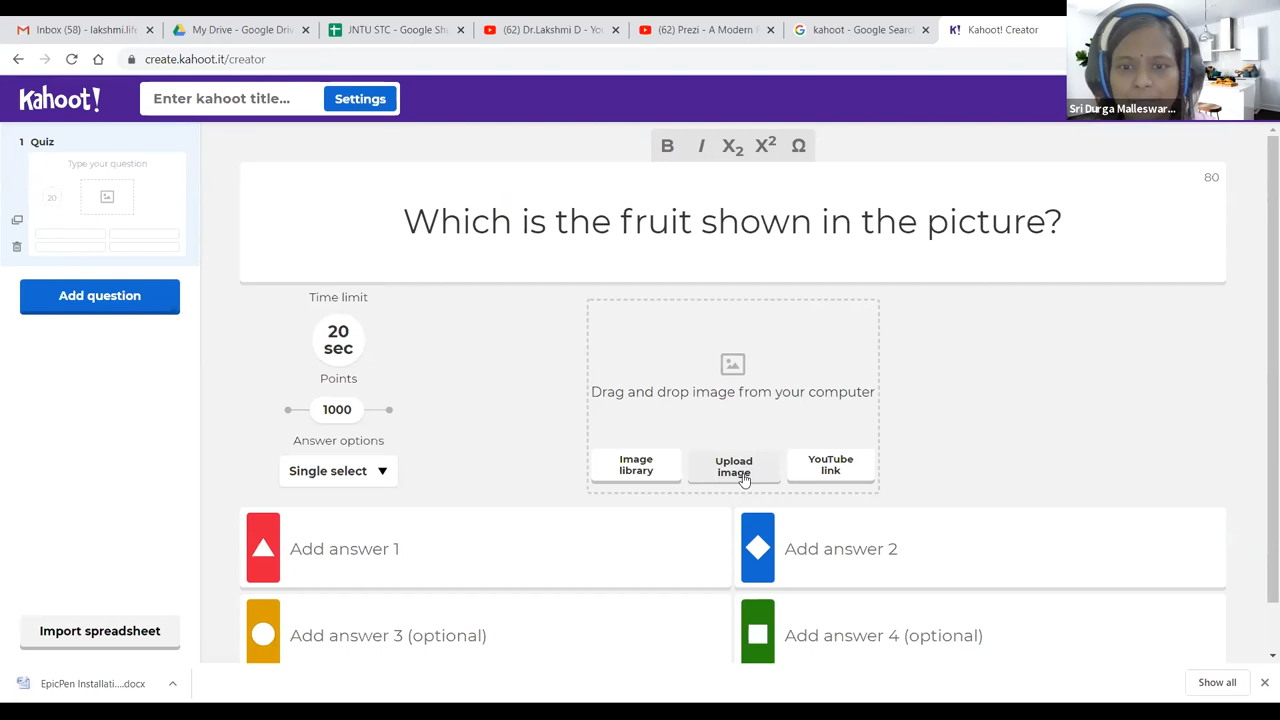 Inbox (58) - lakshmi.life
My Drive - Google Driv
JNTU STC - Google Sh
(62) Dr.Lakshmi D - You
(62) Prezi - A Modern F
kahoot - Google Search
Kahoot! Creator
create.kahoot.it/creator
Sri Durga Malleswar...
Kahoot!
Enter kahoot title...
Settings
1 Quiz
Type your question
20
Add question
Import spreadsheet
B I X2 X2 Ω
80
Which is the fruit shown in the picture?
Time limit
20
sec
Points
1000
Answer options
Single select
Drag and drop image from your computer
Image
library
Upload
image
YouTube
link
Add answer 1
Add answer 2
Add answer 3 (optional)
Add answer 4 (optional)
EpicPen Installati....docx
Show all